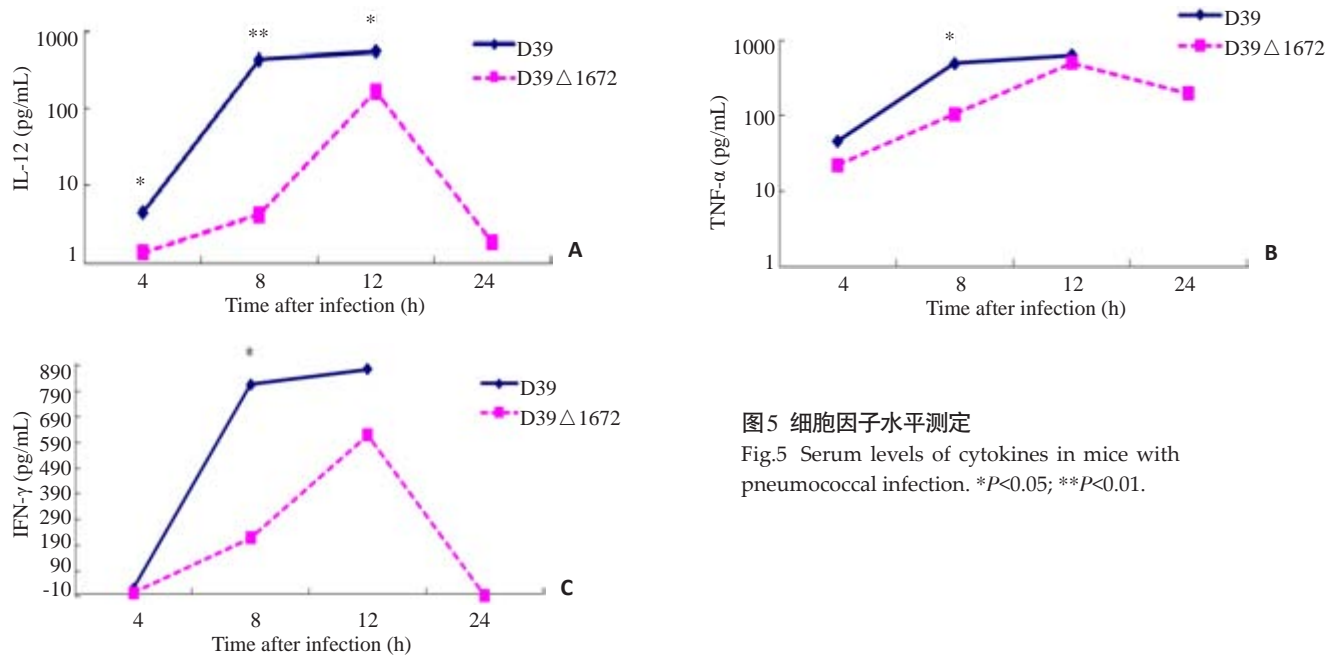 *
**
*
1000
100
10
1
IL-12 (pg/mL)
D39
D39△1672
4
8
12
24
Time after infection (h)
A
*
1000
100
10
1
TNF-α (pg/mL)
D39
D39△1672
4
8
12
24
Time after infection (h)
B
*
890
790
690
590
490
390
290
190
90
-10
IFN-γ (pg/mL)
D39
D39△1672
4
8
12
24
Time after infection (h)
C
图5 细胞因子水平测定
Fig.5 Serum levels of cytokines in mice with
pneumococcal infection. *P<0.05; **P<0.01.